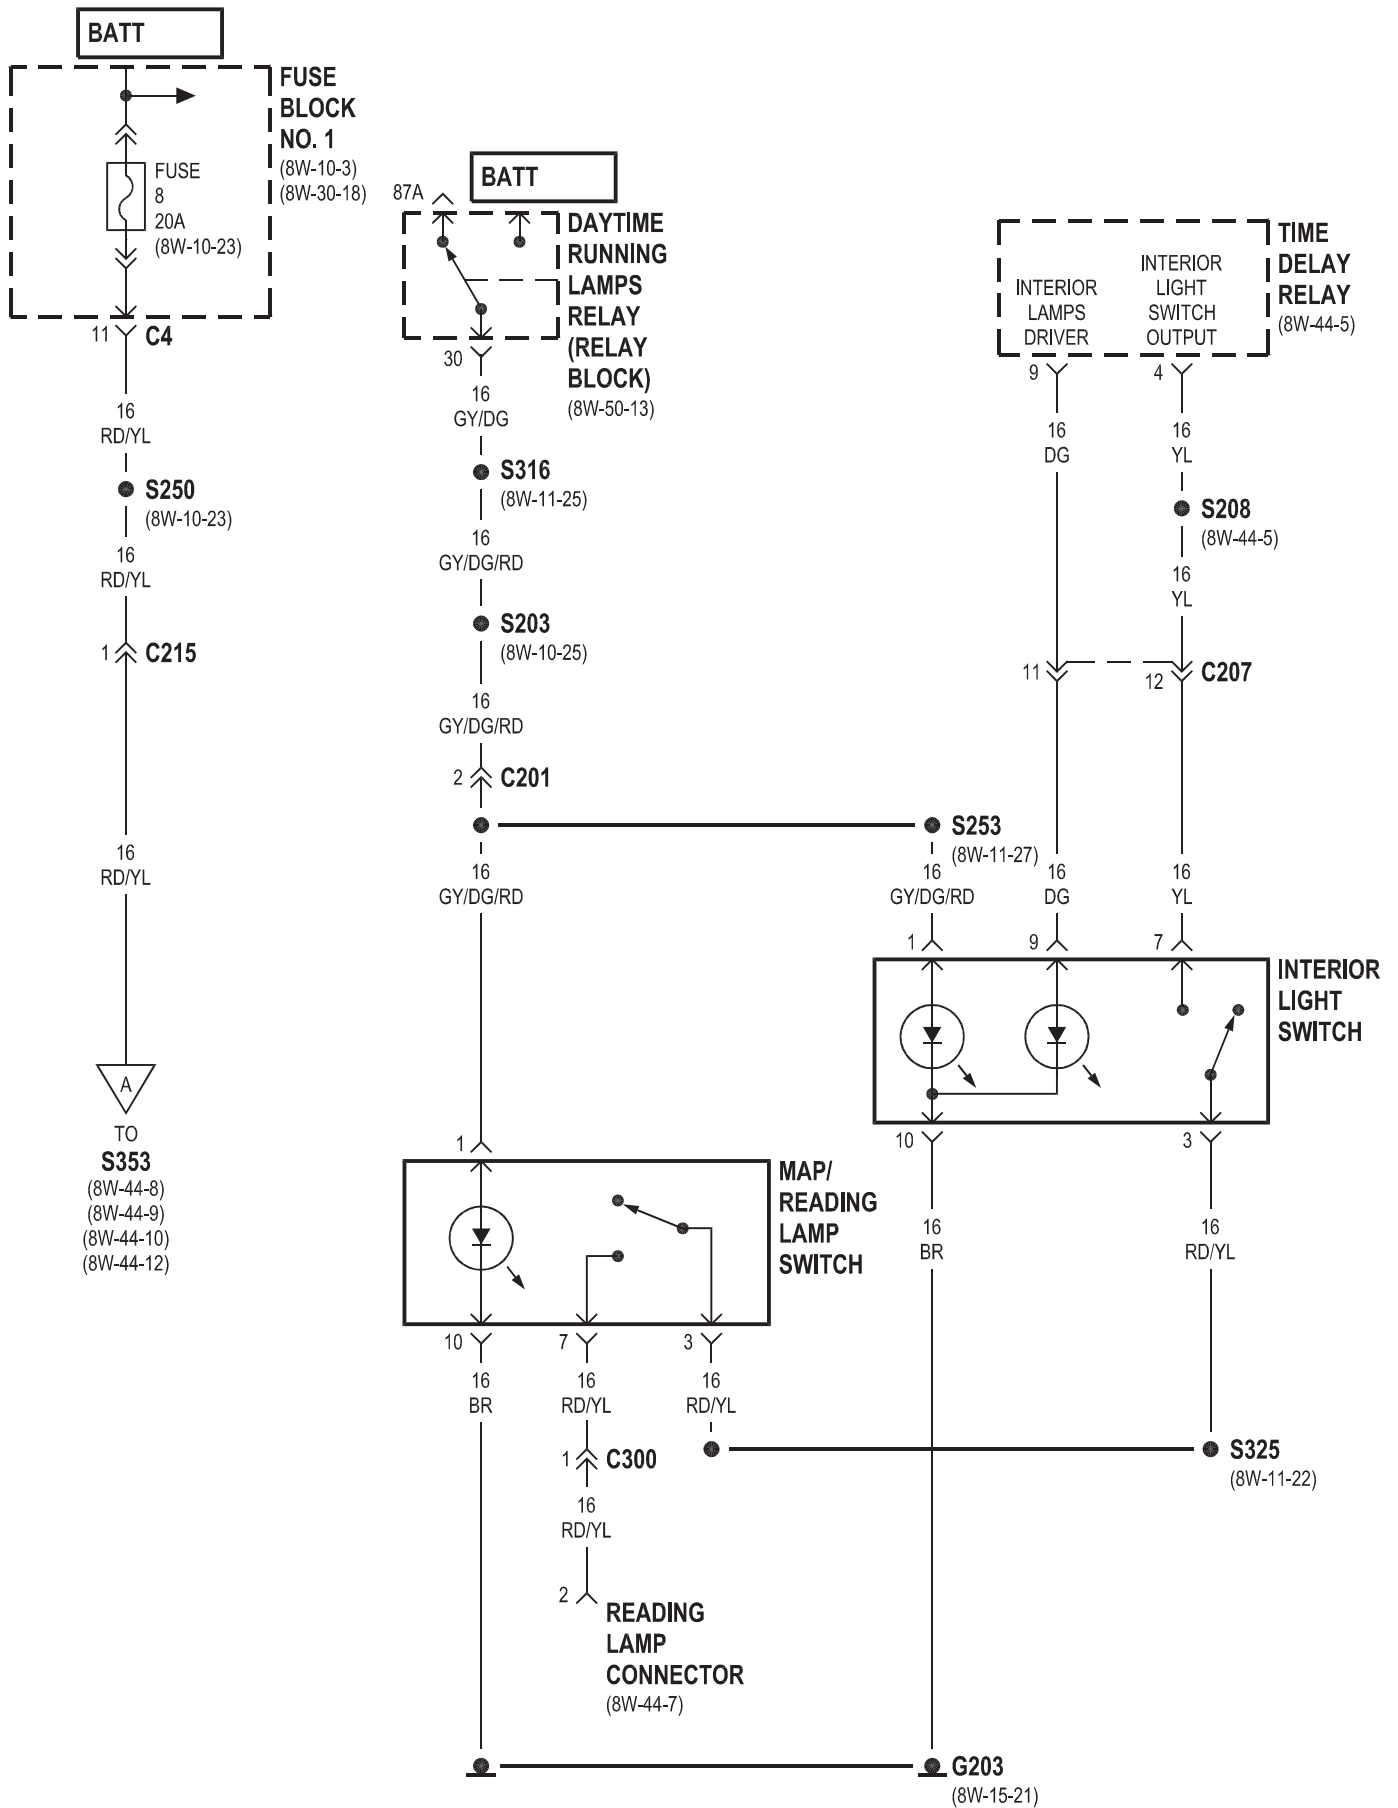 BATT
FUSE
BLOCK
NO. 1
(8W-10-3)
(8W-30-18)
FUSE
8
20A
(8W-10-23)
11
C4
16
RD/YL
S250
(8W-10-23)
16
RD/YL
1
C215
16
RD/YL
A
TO
S353
(8W-44-8)
(8W-44-9)
(8W-44-10)
(8W-44-12)
BATT
87A
DAYTIME
RUNNING
LAMPS
RELAY
(RELAY
BLOCK)
(8W-50-13)
30
16
GY/DG
S316
(8W-11-25)
16
GY/DG/RD
S203
(8W-10-25)
16
GY/DG/RD
2
C201
S253
(8W-11-27)
16
GY/DG/RD
16
GY/DG/RD
TIME
DELAY
RELAY
(8W-44-5)
INTERIOR
LAMPS
DRIVER
INTERIOR
LIGHT
SWITCH
OUTPUT
9
4
16
DG
16
YL
S208
(8W-44-5)
16
YL
11
12
C207
16
DG
16
YL
1
9
7
INTERIOR
LIGHT
SWITCH
10
3
1
MAP/
READING
LAMP
SWITCH
16
BR
16
RD/YL
10
7
3
16
BR
16
RD/YL
16
RD/YL
1
C300
S325
(8W-11-22)
16
RD/YL
2
READING
LAMP
CONNECTOR
(8W-44-7)
G203
(8W-15-21)